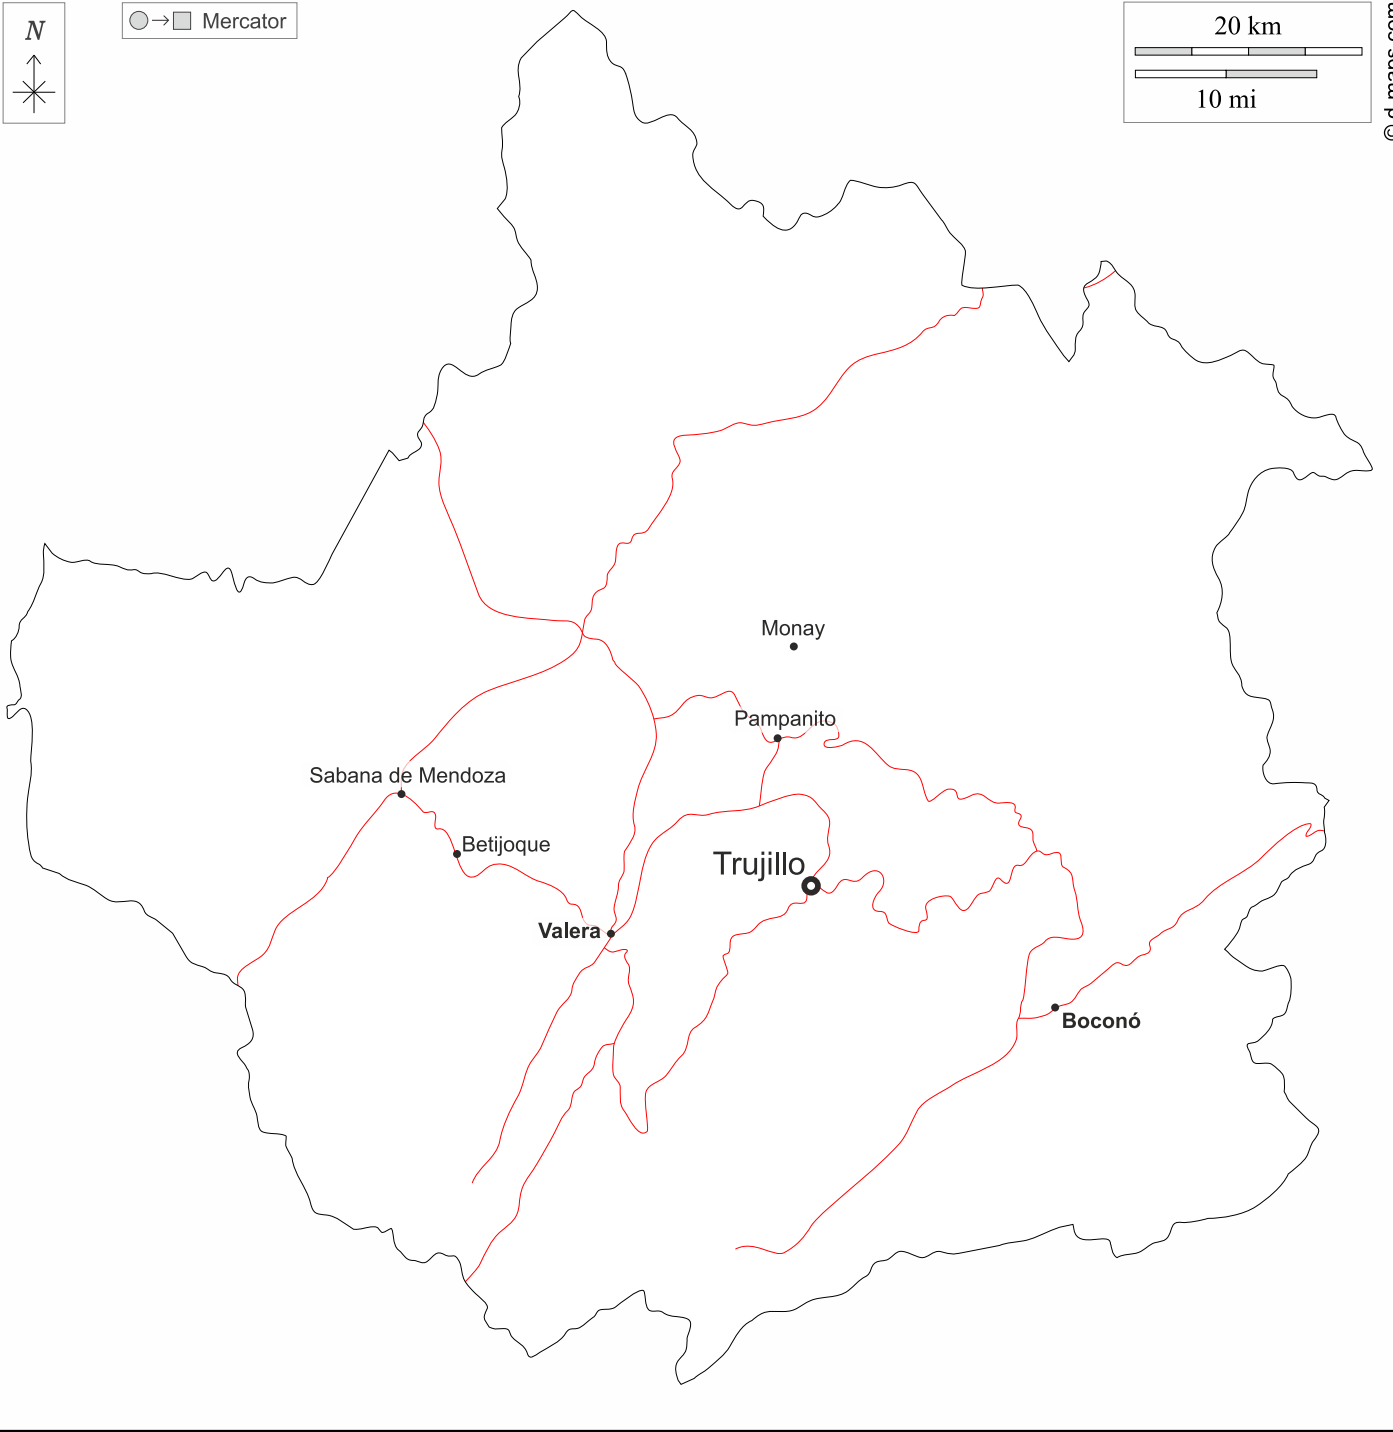 N
Mercator
20 km
10 mi
Monay
Pampanito
Sabana de Mendoza
Betijoque
Trujillo
Valera
Boconó